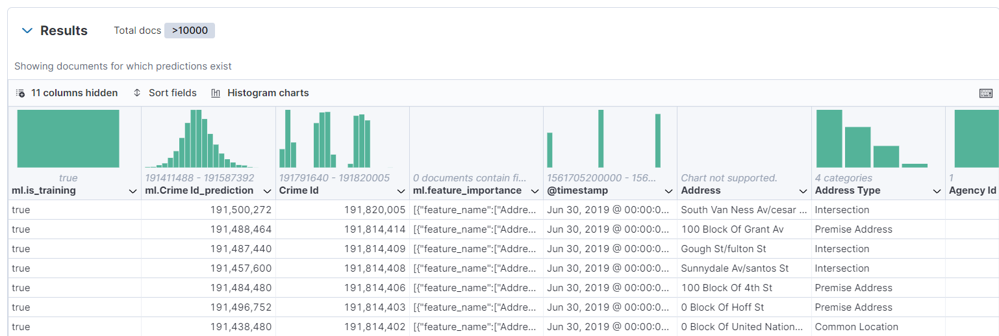 Results Total docs >10000
Showing documents for which predictions exist
11 columns hidden Sort fields Histogram charts
true 191411488 - 191587392 191791640 - 191820005 0 documents contain fi... 1561705200000 - 156... Chart not supported. 4 categories 1
ml.is_training ml.Crime Id_prediction Crime Id ml.feature_importance @timestamp Address Address Type Agency Id
true 191,500,272 191,820,005 [{"feature_name":["Addre... Jun 30, 2019 @ 00:00:0... South Van Ness Av/cesar ... Intersection
true 191,488,464 191,814,414 [{"feature_name":["Addre... Jun 30, 2019 @ 00:00:0... 100 Block Of Grant Av Premise Address
true 191,487,440 191,814,409 [{"feature_name":["Addre... Jun 30, 2019 @ 00:00:0... Gough St/fulton St Intersection
true 191,457,600 191,814,408 [{"feature_name":["Addre... Jun 30, 2019 @ 00:00:0... Sunnydale Av/santos St Intersection
true 191,484,480 191,814,406 [{"feature_name":["Addre... Jun 30, 2019 @ 00:00:0... 100 Block Of 4th St Premise Address
true 191,496,752 191,814,403 [{"feature_name":["Addre... Jun 30, 2019 @ 00:00:0... 0 Block Of Hoff St Premise Address
true 191,438,480 191,814,402 [{"feature_name":["Addre... Jun 30, 2019 @ 00:00:0... 0 Block Of United Nation... Common Location